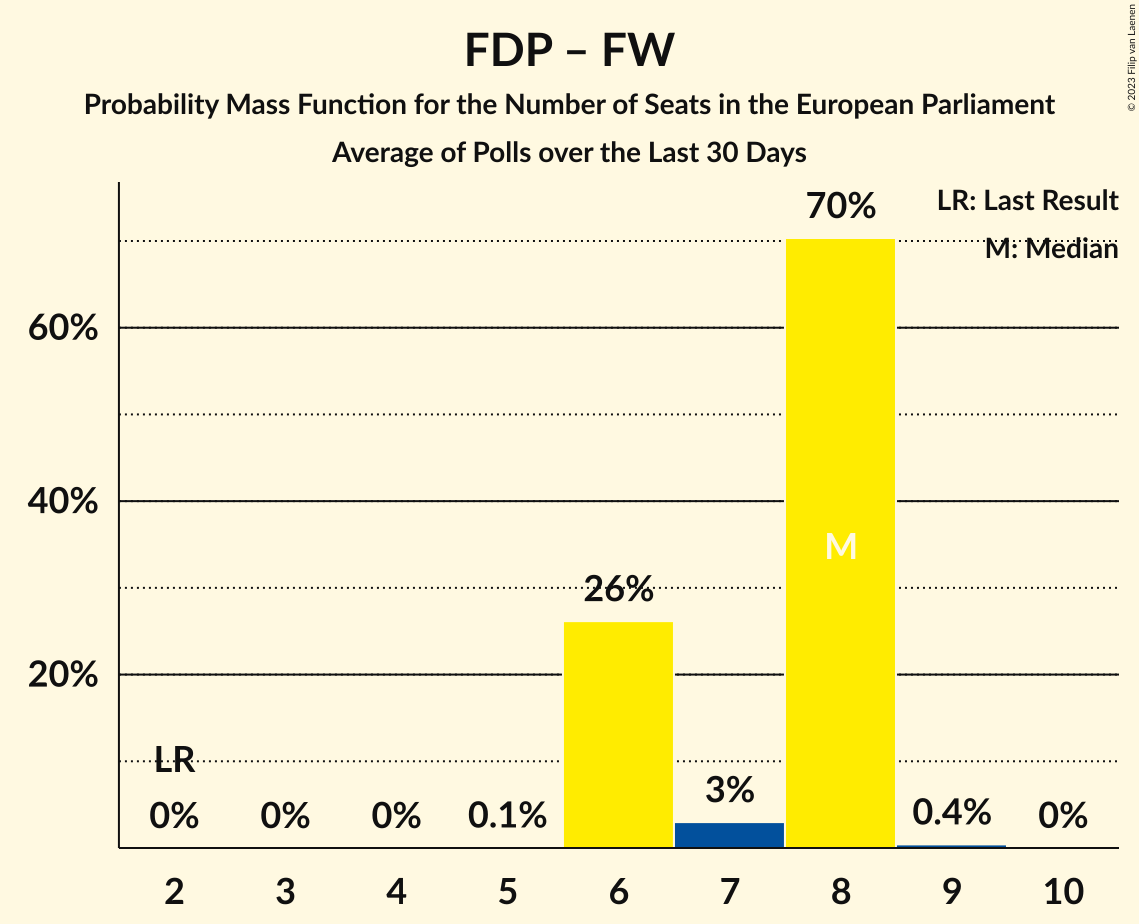 FDP – FW
Probability Mass Function for the Number of Seats in the European Parliament
Average of Polls over the Last 30 Days
© 2023 Filip van Laenen
LR: Last Result
M: Median
70%
60%
40%
M
26%
20%
LR
3%
0%
0%
0%
0.1%
0.4%
0%
2
3
4
5
6
7
8
9
10